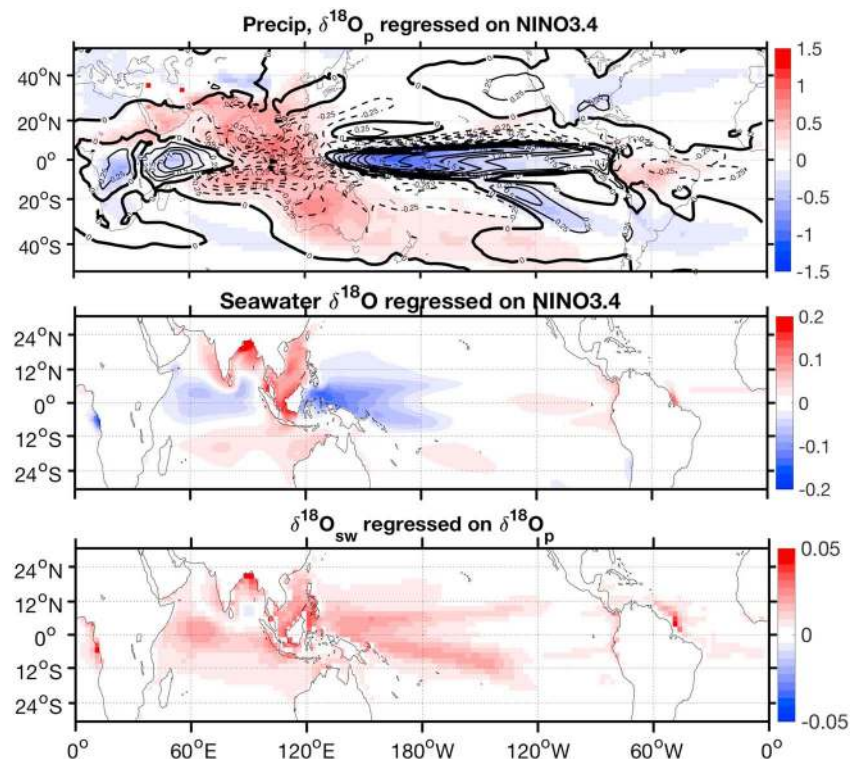 Precip, δ¹⁸Oₚ regressed on NINO3.4
40°N
20°N
0°
20°S
40°S
1.5
1
0.5
0
-0.5
-1
-1.5
Seawater δ¹⁸O regressed on NINO3.4
24°N
12°N
0°
12°S
24°S
0.2
0.1
0
-0.1
-0.2
δ¹⁸O_sw regressed on δ¹⁸Oₚ
24°N
12°N
0°
12°S
24°S
0.05
0
-0.05
0° 60°E 120°E 180°W 120°W 60°W 0°